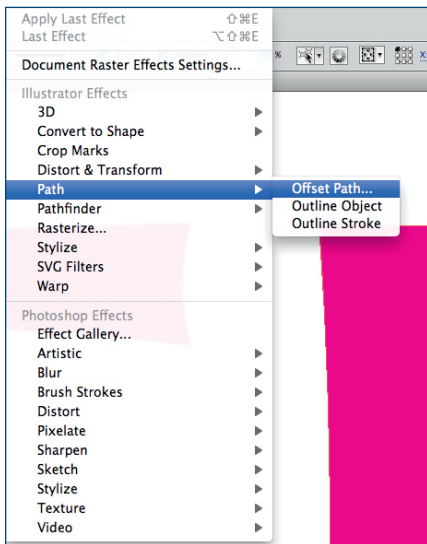 Apply Last Effect ⇧⌘E
Last Effect ⌥⇧⌘E
Document Raster Effects Settings...
Illustrator Effects
3D
Convert to Shape
Crop Marks
Distort & Transform
Path
Offset Path...
Outline Object
Outline Stroke
Pathfinder
Rasterize...
Stylize
SVG Filters
Warp
Photoshop Effects
Effect Gallery...
Artistic
Blur
Brush Strokes
Distort
Pixelate
Sharpen
Sketch
Stylize
Texture
Video
%
X: